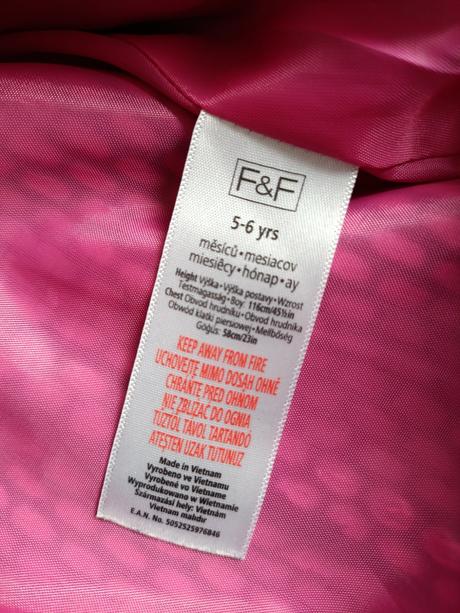 F&F
5-6 yrs
měsíců • mesiacov
miesięcy • hónap • ay
Height Výška • Výška postavy • Wzrost
Testmagasság • Boy: 116cm/45½in
Chest Obvod hrudníku • Obvod hrudníka
Obwód klatki piersiowej • Mellbőség
Göğüs: 58cm/23in
KEEP AWAY FROM FIRE
UCHOVEJTE MIMO DOSAH OHNĚ
CHRÁŇTE PRED OHŇOM
NIE ZBLIŻAĆ DO OGNIA
TŰZTŐL TÁVOL TARTANDÓ
ATEŞTEN UZAK TUTUNUZ
Made in Vietnam
Vyrobeno ve Vietnamu
Vyrobené vo Vietname
Wyprodukowano w Wietnamie
Származási hely: Vietnám
Vietnam malıdır
E.A.N. No. 5052525976846